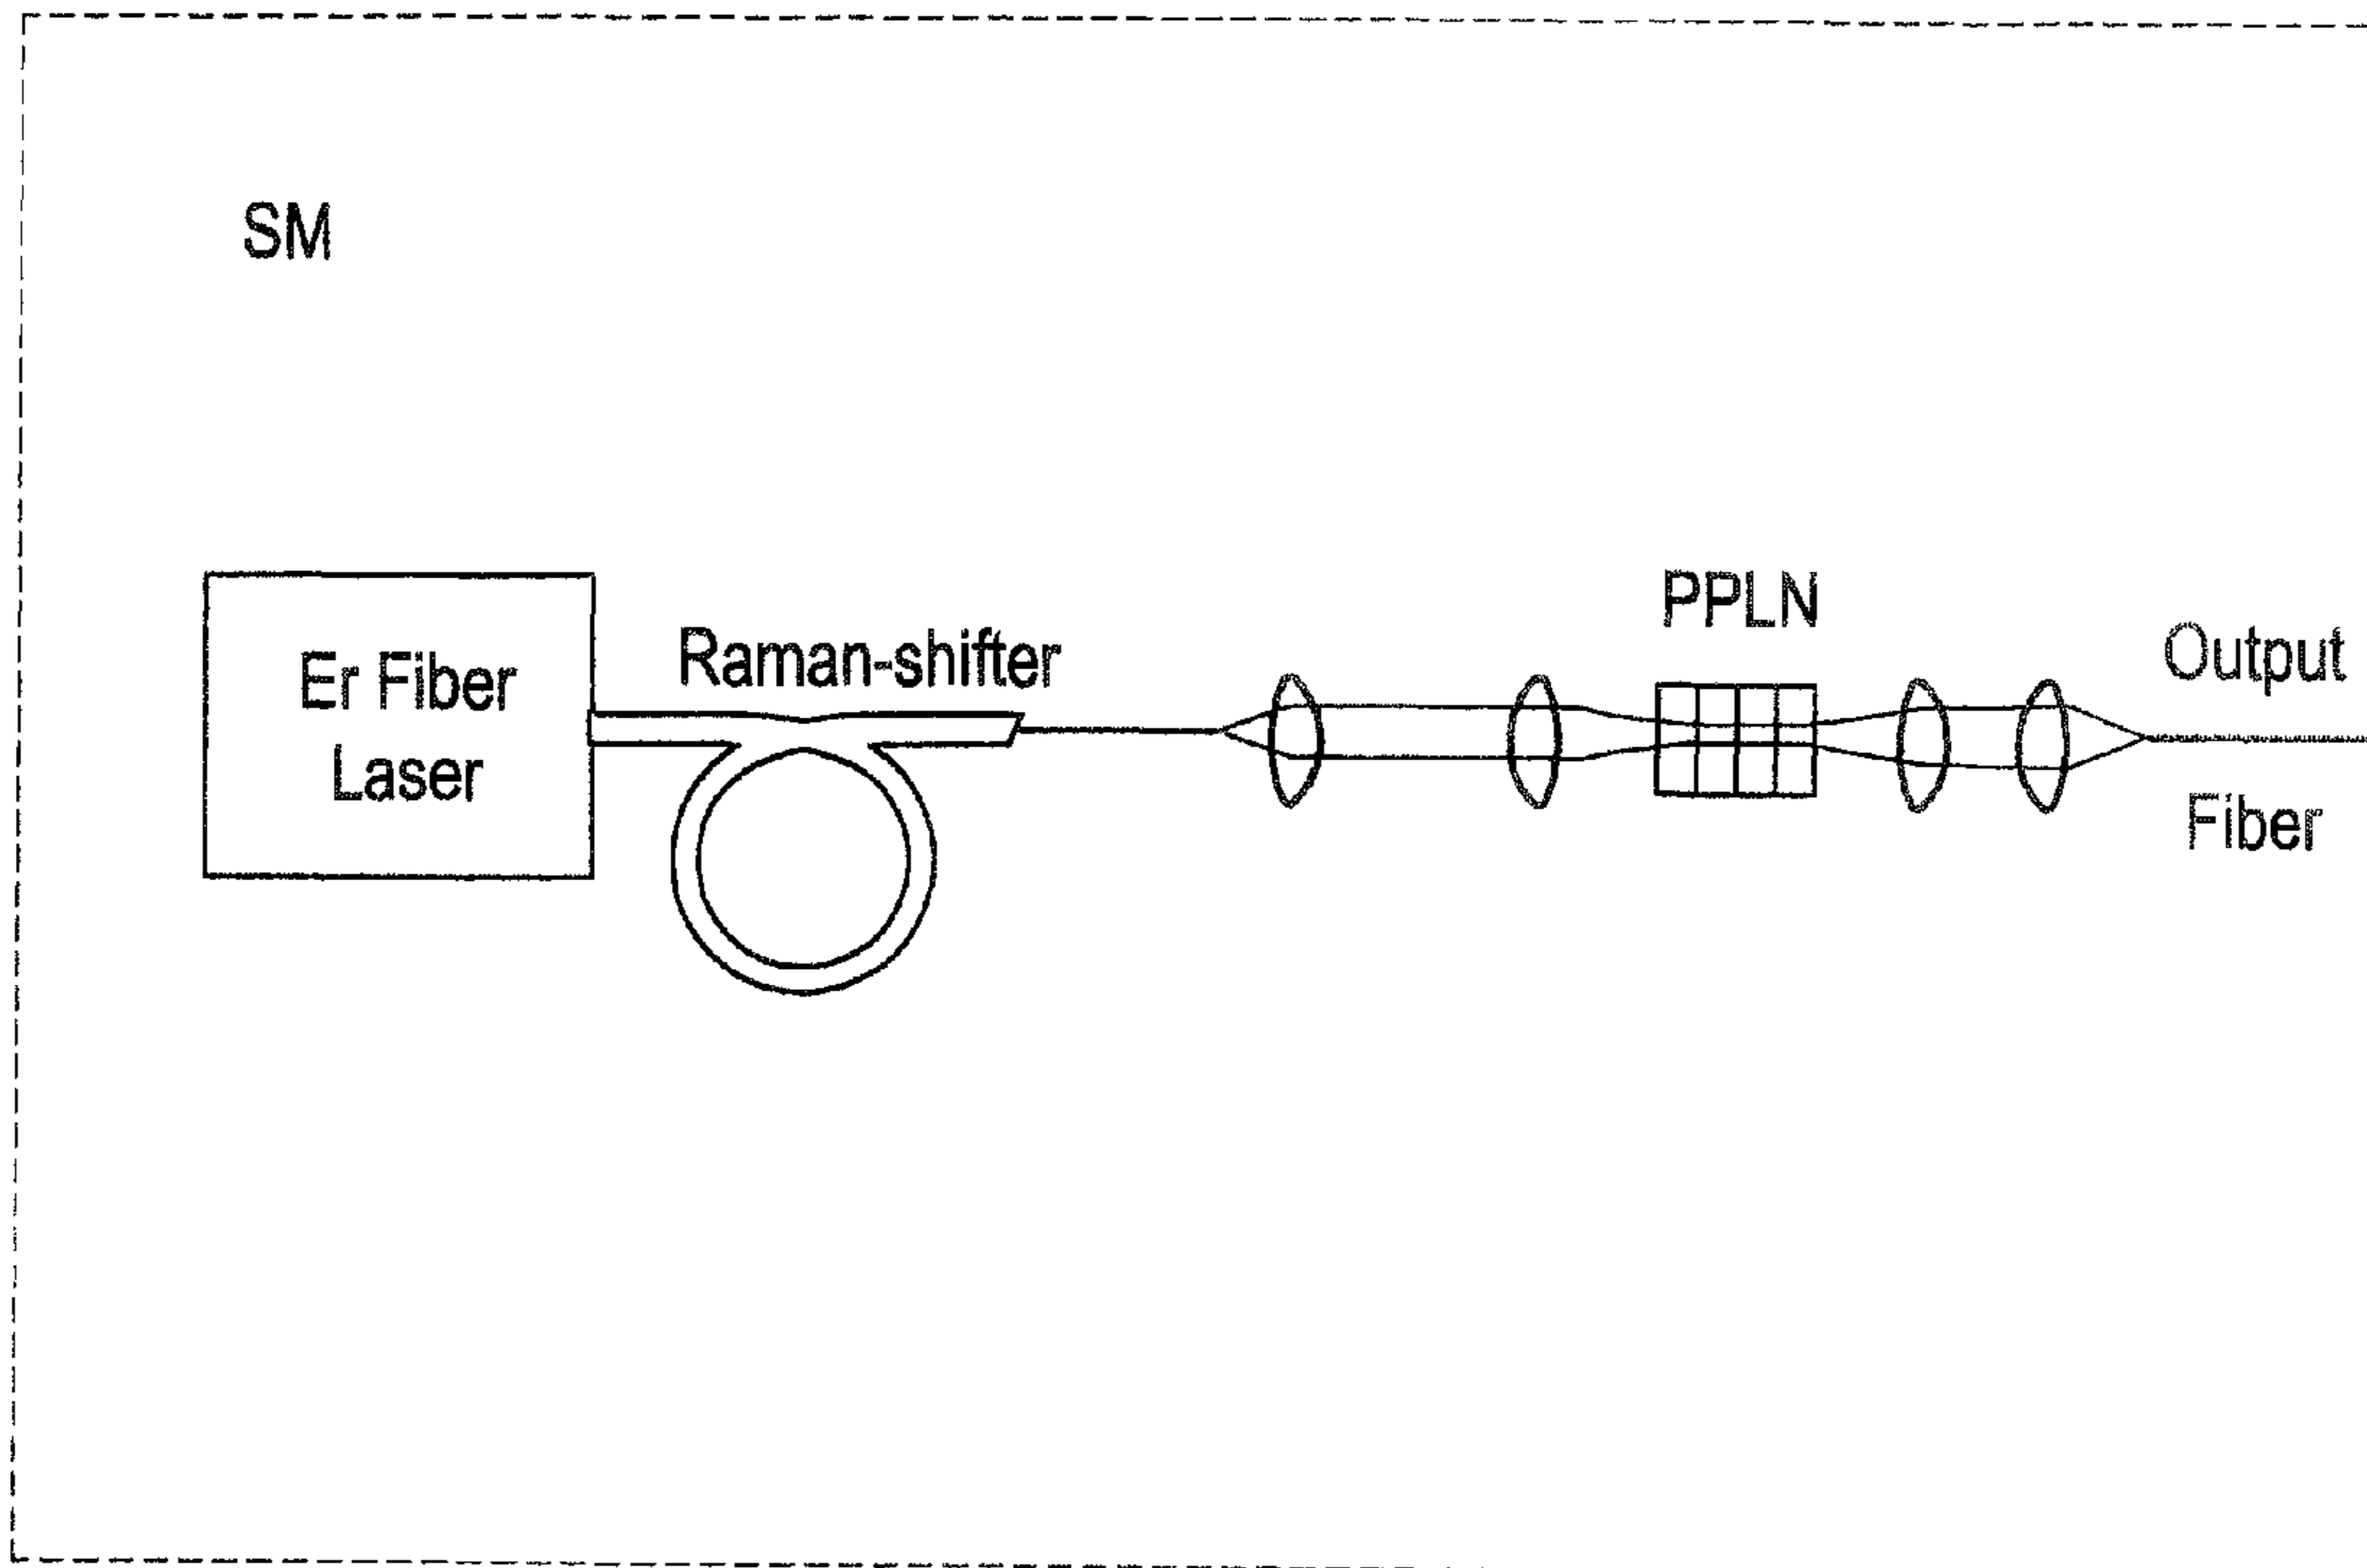 SM
Er Fiber
Laser
Raman-shifter
PPLN
Output
Fiber